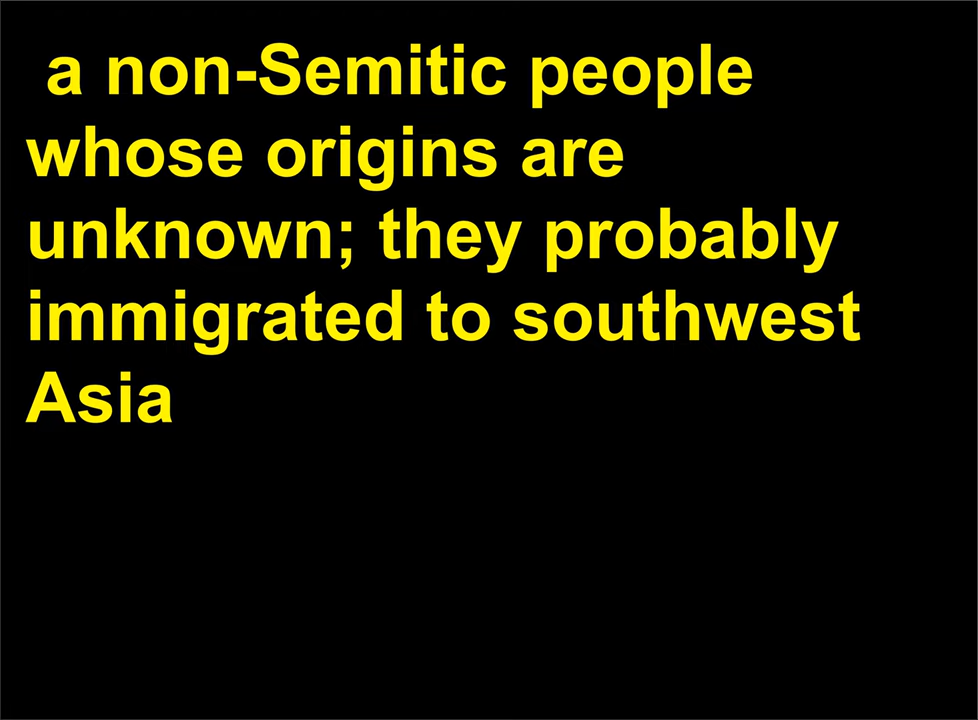 a non-Semitic people
whose origins are
unknown; they probably
immigrated to southwest
Asia